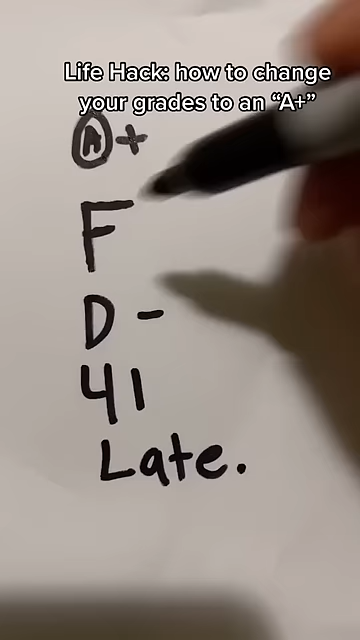 Life Hack: how to change
your grades to an "A+"
A+
F
D-
41
Late.